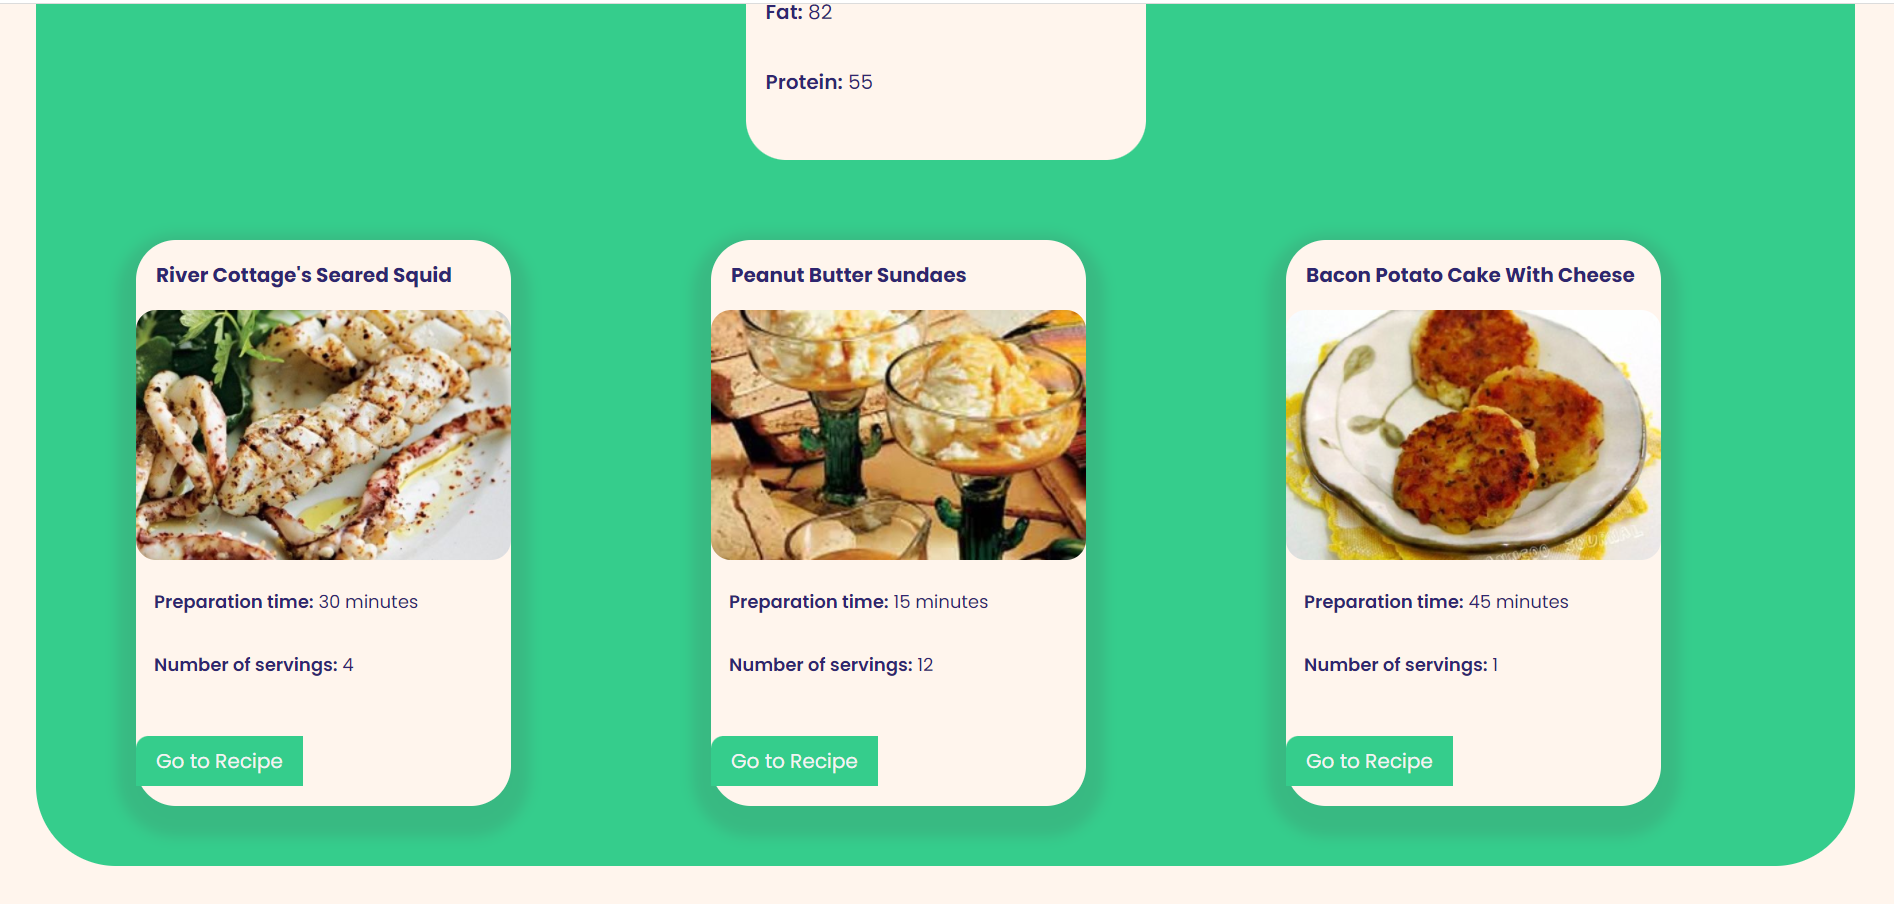 Fat: 82
Protein: 55
River Cottage's Seared Squid
Preparation time: 30 minutes
Number of servings: 4
Go to Recipe
Peanut Butter Sundaes
Preparation time: 15 minutes
Number of servings: 12
Go to Recipe
Bacon Potato Cake With Cheese
Preparation time: 45 minutes
Number of servings: 1
Go to Recipe